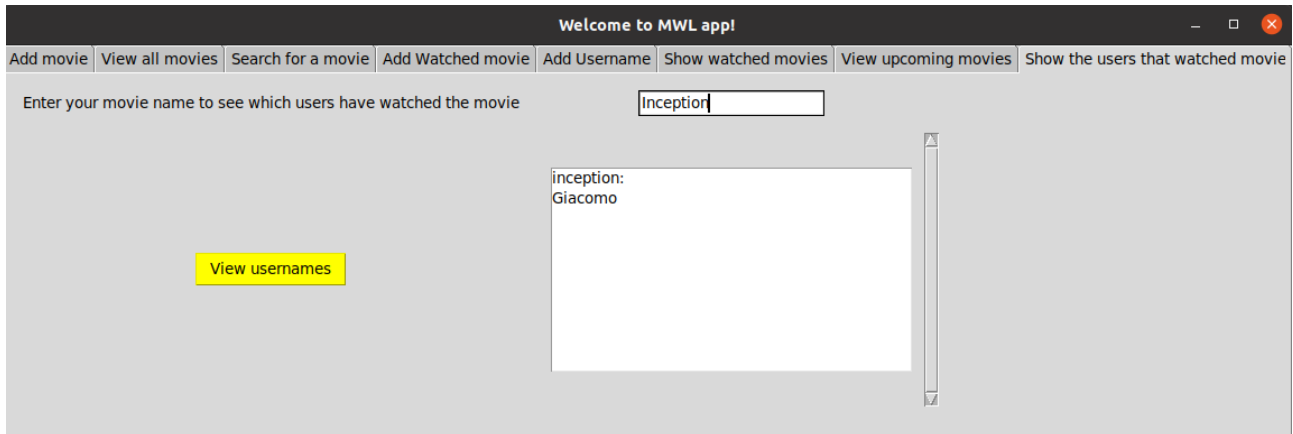 Welcome to MWL app!
Add movie View all movies Search for a movie Add Watched movie Add Username Show watched movies View upcoming movies Show the users that watched movie
Enter your movie name to see which users have watched the movie Inception
inception:
Giacomo
View usernames